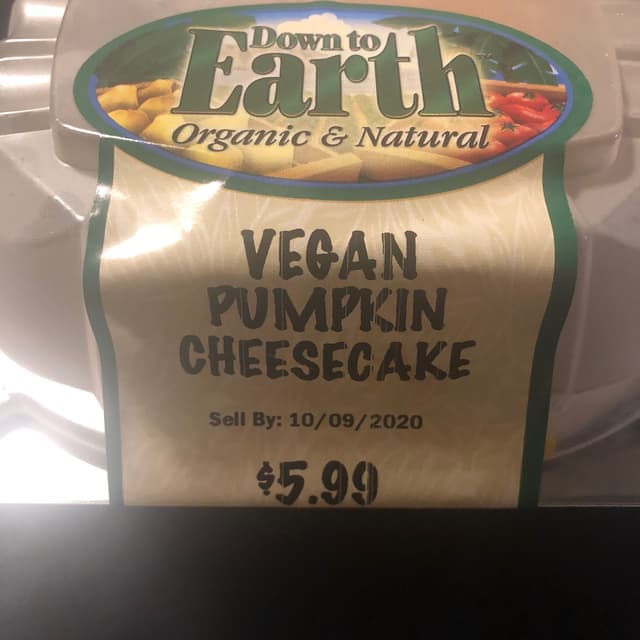 Down to
Earth
Organic & Natural
VEGAN
PUMPKIN
CHEESECAKE
Sell By: 10/09/2020
$5.99